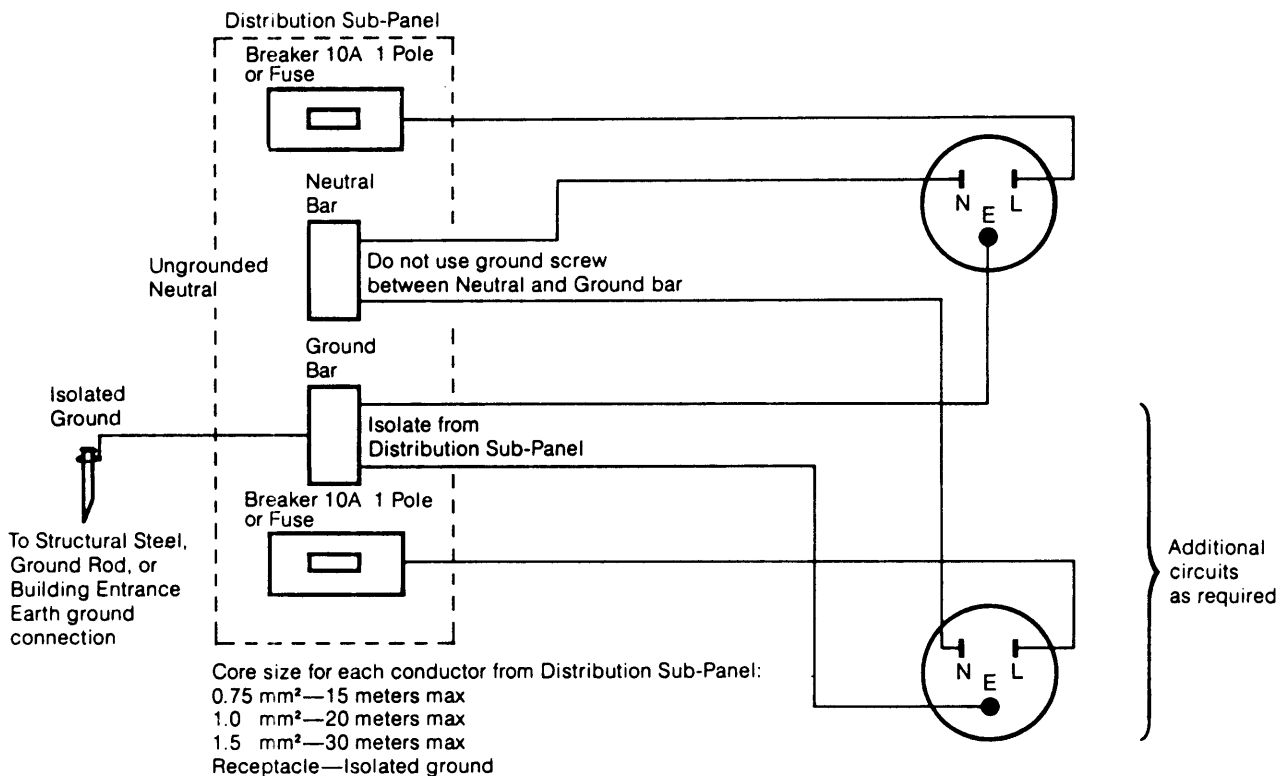 Distribution Sub-Panel
Breaker 10A 1 Pole
or Fuse
Neutral
Bar
N
E
L
Ungrounded
Neutral
Do not use ground screw
between Neutral and Ground bar
Ground
Bar
Isolated
Ground
Isolate from
Distribution Sub-Panel
Breaker 10A 1 Pole
or Fuse
To Structural Steel,
Ground Rod, or
Building Entrance
Earth ground
connection
Additional
circuits
as required
N
E
L
Core size for each conductor from Distribution Sub-Panel:
0.75 mm²—15 meters max
1.0 mm²—20 meters max
1.5 mm²—30 meters max
Receptacle—Isolated ground